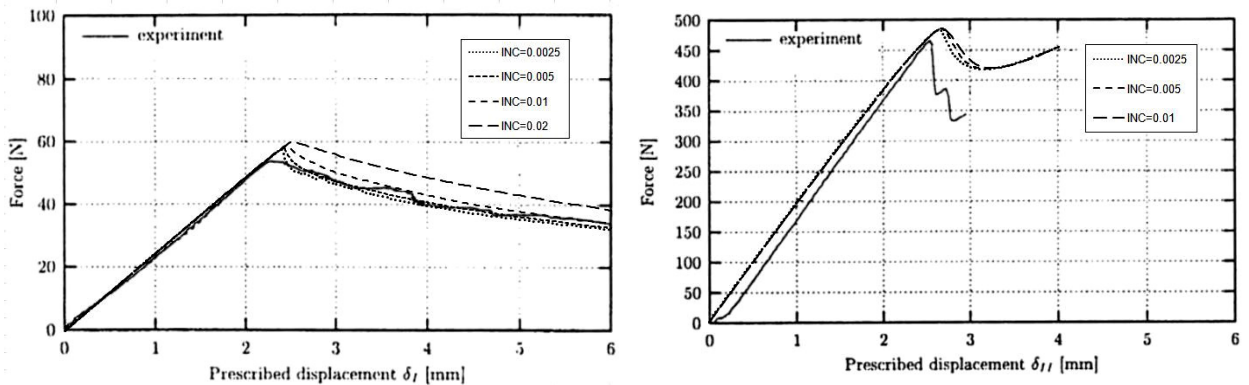 100
80
60
40
20
0
Force [N]
experiment
INC=0.0025
INC=0.005
INC=0.01
INC=0.02
0 1 2 3 4 5 6
Prescribed displacement δI [mm]
500
450
400
350
300
250
200
150
100
50
0
Force [N]
experiment
INC=0.0025
INC=0.005
INC=0.01
0 1 2 3 4 5 6
Prescribed displacement δII [mm]